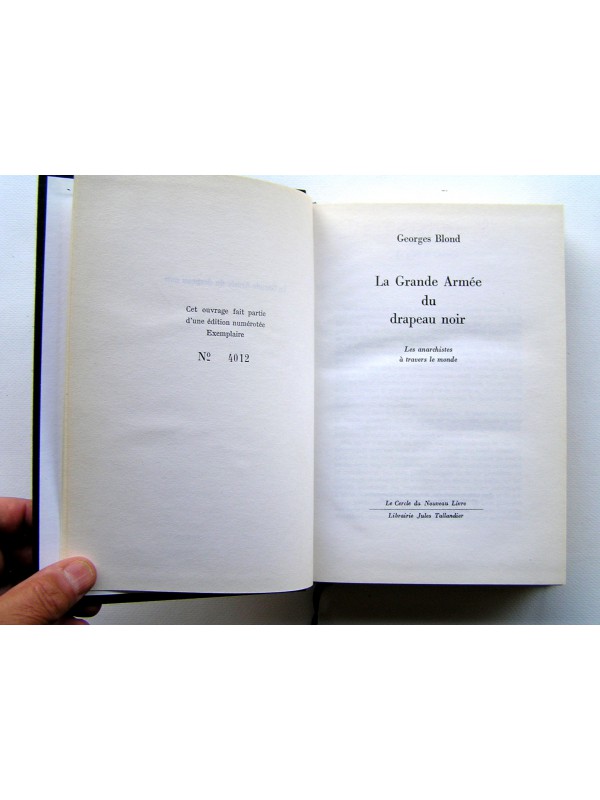 Cet ouvrage fait partie
d'une édition numérotée
Exemplaire
Nº 4012
Georges Blond
La Grande Armée
du
drapeau noir
Les anarchistes
à travers le monde
Le Cercle du Nouveau Livre
Librairie Jules Tallandier